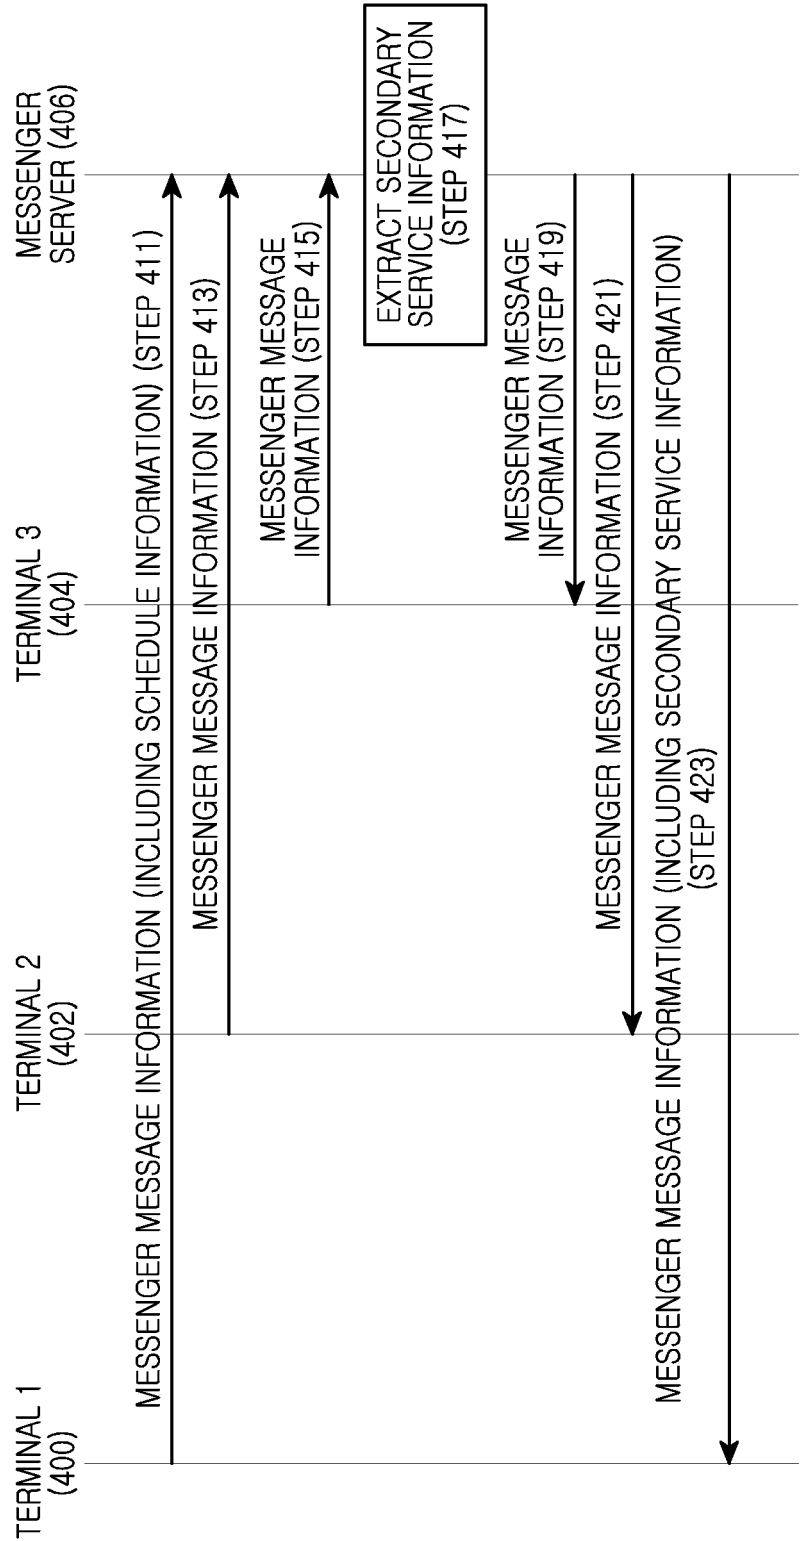 TERMINAL 1
(400)
TERMINAL 2
(402)
TERMINAL 3
(404)
MESSENGER
SERVER (406)
MESSENGER MESSAGE INFORMATION (INCLUDING SCHEDULE INFORMATION) (STEP 411)
MESSENGER MESSAGE INFORMATION (STEP 413)
MESSENGER MESSAGE
INFORMATION (STEP 415)
EXTRACT SECONDARY
SERVICE INFORMATION
(STEP 417)
MESSENGER MESSAGE
INFORMATION (STEP 419)
MESSENGER MESSAGE INFORMATION (STEP 421)
MESSENGER MESSAGE INFORMATION (INCLUDING SECONDARY SERVICE INFORMATION)
(STEP 423)